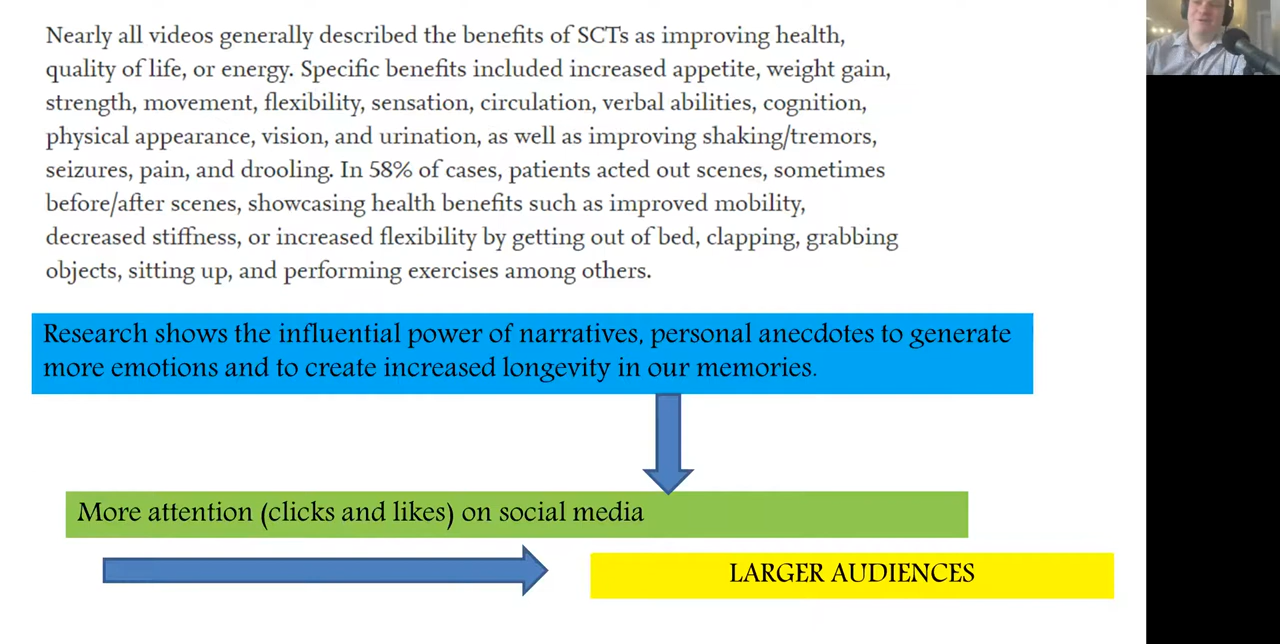 Nearly all videos generally described the benefits of SCTs as improving health,
quality of life, or energy. Specific benefits included increased appetite, weight gain,
strength, movement, flexibility, sensation, circulation, verbal abilities, cognition,
physical appearance, vision, and urination, as well as improving shaking/tremors,
seizures, pain, and drooling. In 58% of cases, patients acted out scenes, sometimes
before/after scenes, showcasing health benefits such as improved mobility,
decreased stiffness, or increased flexibility by getting out of bed, clapping, grabbing
objects, sitting up, and performing exercises among others.
Research shows the influential power of narratives, personal anecdotes to generate
more emotions and to create increased longevity in our memories.
More attention (clicks and likes) on social media
LARGER AUDIENCES